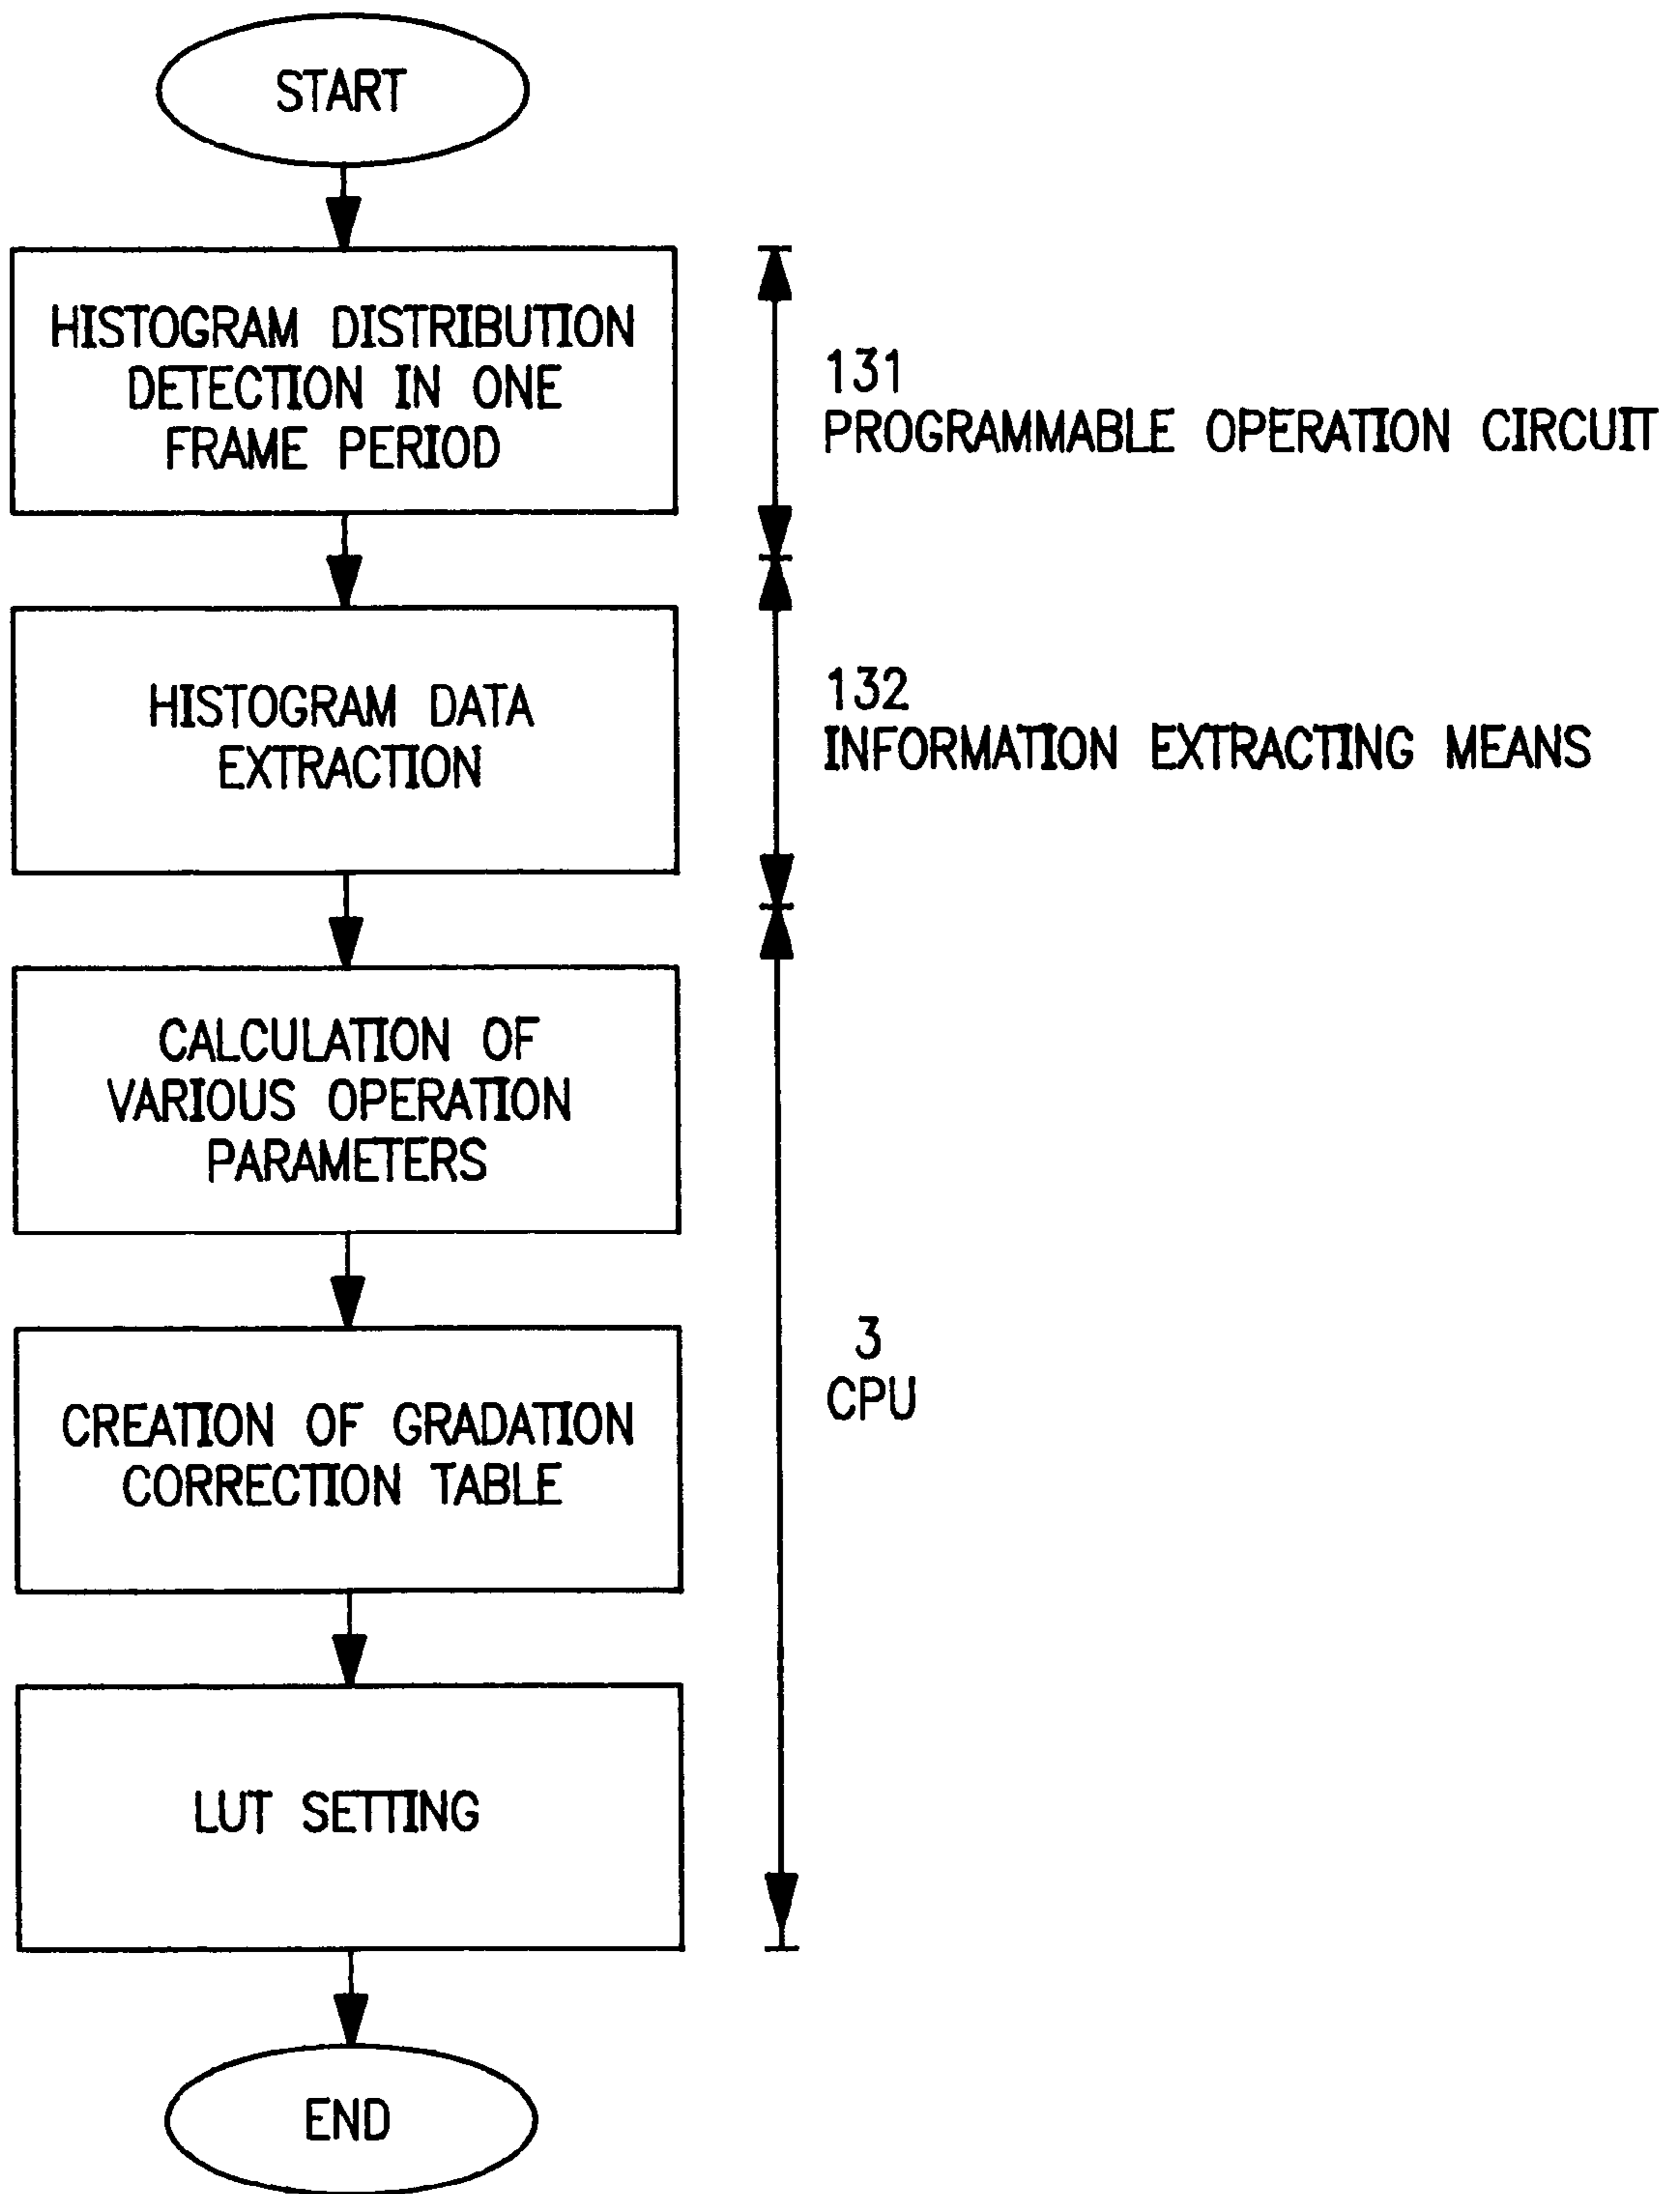 START
HISTOGRAM DISTRIBUTION
DETECTION IN ONE
FRAME PERIOD
131
PROGRAMMABLE OPERATION CIRCUIT
HISTOGRAM DATA
EXTRACTION
132
INFORMATION EXTRACTING MEANS
CALCULATION OF
VARIOUS OPERATION
PARAMETERS
CREATION OF GRADATION
CORRECTION TABLE
3
CPU
LUT SETTING
END